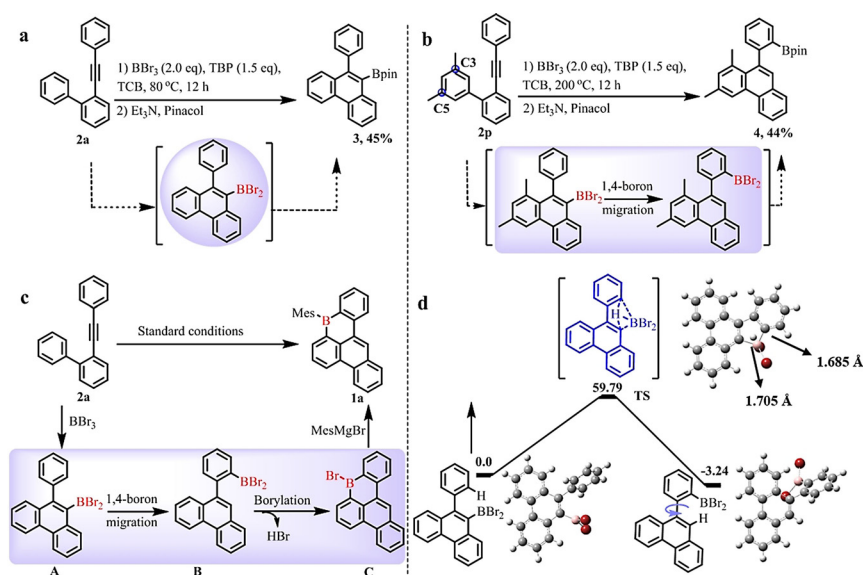 a
1) BBr₃ (2.0 eq), TBP (1.5 eq),
TCB, 80 °C, 12 h
2) Et₃N, Pinacol
2a
Bpin
3, 45%
BBr₂
b
C3
C5
2p
1) BBr₃ (2.0 eq), TBP (1.5 eq),
TCB, 200 °C, 12 h
2) Et₃N, Pinacol
Bpin
4, 44%
BBr₂
1,4-boron
migration
BBr₂
c
2a
Standard conditions
Mes
B
1a
BBr₃
MesMgBr
BBr₂
A
1,4-boron
migration
BBr₂
B
Borylation
HBr
Br
B
C
d
H
BBr₂
59.79
TS
1.685 Å
1.705 Å
0.0
H
BBr₂
-3.24
BBr₂
H